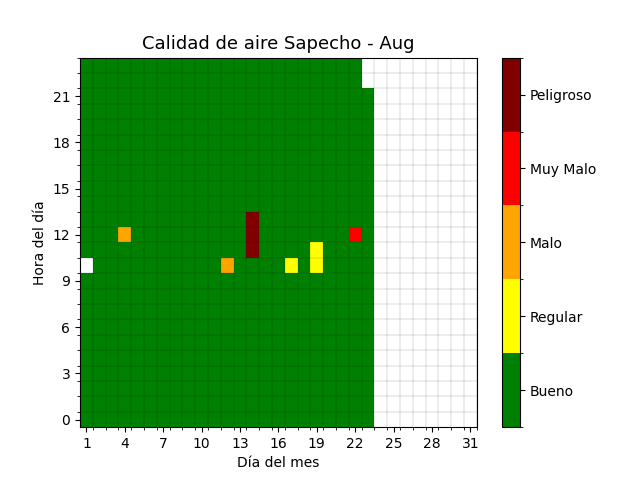 Calidad de aire Sapecho - Aug
Hora del día
21
18
15
12
9
6
3
0
1 4 7 10 13 16 19 22 25 28 31
Día del mes
Peligroso
Muy Malo
Malo
Regular
Bueno